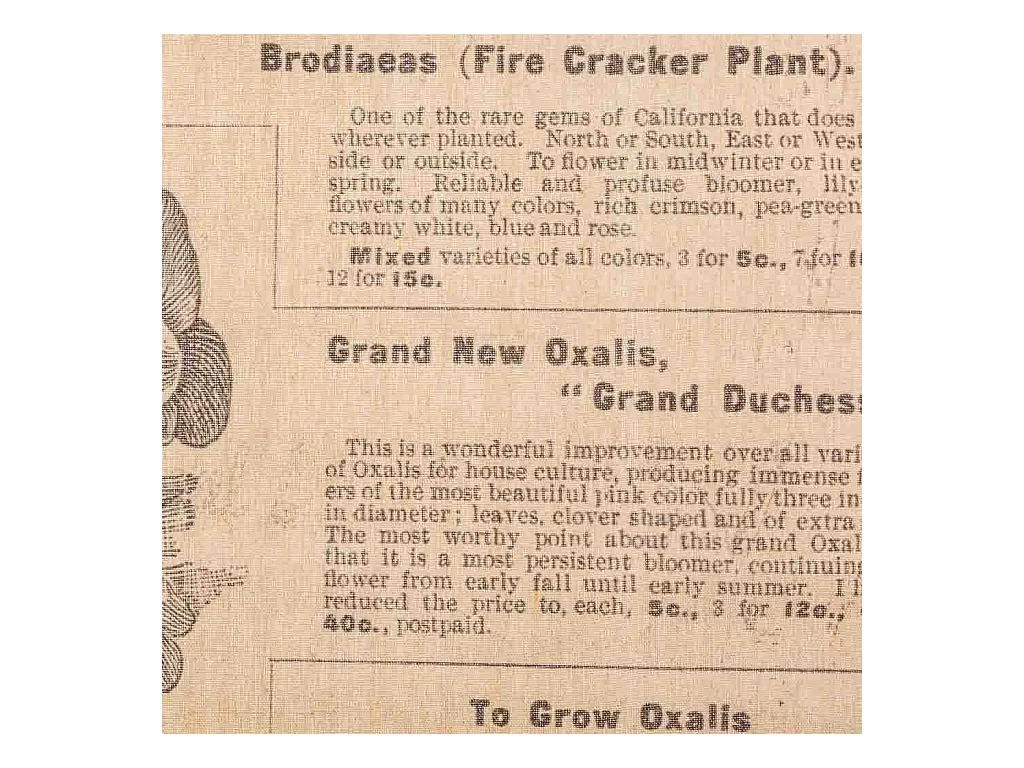 Brodiaeas (Fire Cracker Plant).
One of the rare gems of California that does
wherever planted. North or South, East or West
side or outside. To flower in midwinter or in e
spring. Reliable and profuse bloomer, lily-
flowers of many colors, rich crimson, pea-green
creamy white, blue and rose.
Mixed varieties of all colors, 3 for 5c., 7 for
12 for 15c.
Grand New Oxalis,
“Grand Duchess
This is a wonderful improvement over all vari
of Oxalis for house culture, producing immense
ers of the most beautiful pink color fully three in
in diameter; leaves, clover shaped and of extra
The most worthy point about this grand Oxal
that it is a most persistent bloomer, continuing
flower from early fall until early summer. I
reduced the price to, each, 5c., 3 for 12c.,
40c., postpaid.
To Grow Oxalis